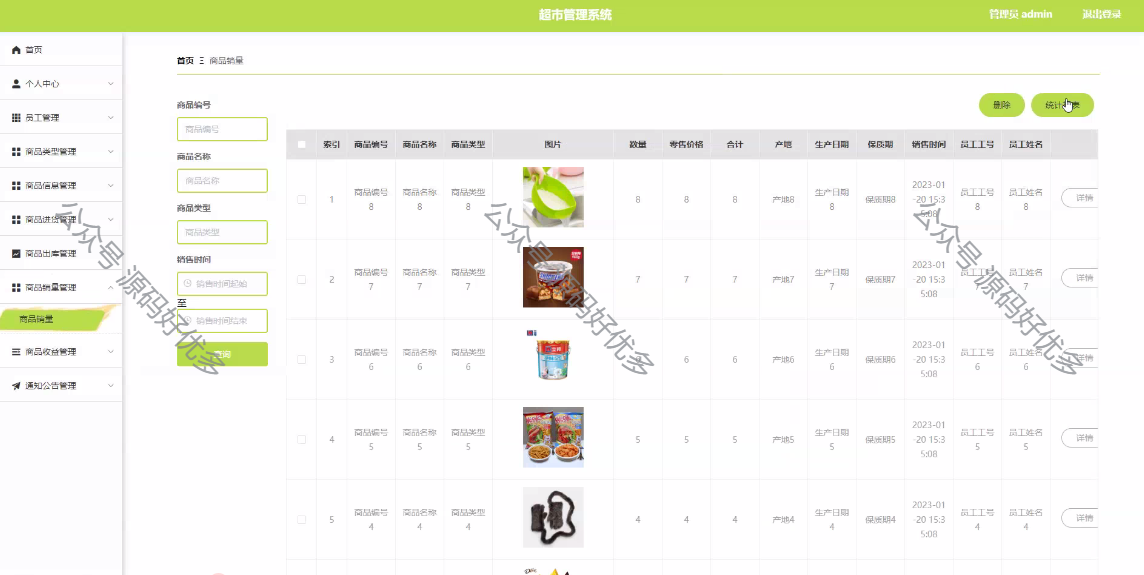 超市管理系统
管理员 admin
退出登录
首页
个人中心
员工管理
商品类型管理
商品信息管理
商品进货管理
商品出库管理
商品销量管理
商品销量
商品收益管理
通知公告管理
首页 Ξ 商品销量
删除
商品编号
商品编号
商品名称
商品名称
商品类型
商品类型
销售时间
销售时间起始
至
销售时间结束
索引 商品编号 商品名称 商品类型 图片 数量 零售价格 合计 产地 生产日期 保质期 销售时间 员工工号 员工姓名
1 商品编号8 商品名称8 商品类型8 8 8 8 产地8 生产日期8 保质期8 2023-01-20 15:35:08 员工工号8 员工姓名8 详情
2 商品编号7 商品名称7 商品类型7 7 7 7 产地7 生产日期7 保质期7 2023-01-20 15:35:08 员工工号7 员工姓名7 详情
3 商品编号6 商品名称6 商品类型6 6 6 产地6 生产日期6 保质期6 2023-01-20 15:35:08 员工工号6 员工姓名6 详情
4 商品编号5 商品名称5 商品类型5 5 5 5 产地5 生产日期5 保质期5 2023-01-20 15:35:08 员工工号5 员工姓名5 详情
5 商品编号4 商品名称4 商品类型4 4 4 4 产地4 生产日期4 保质期4 2023-01-20 15:35:08 员工工号4 员工姓名4 详情
公众号:源码好优多
公众号:源码好优多
公众号:源码好优多